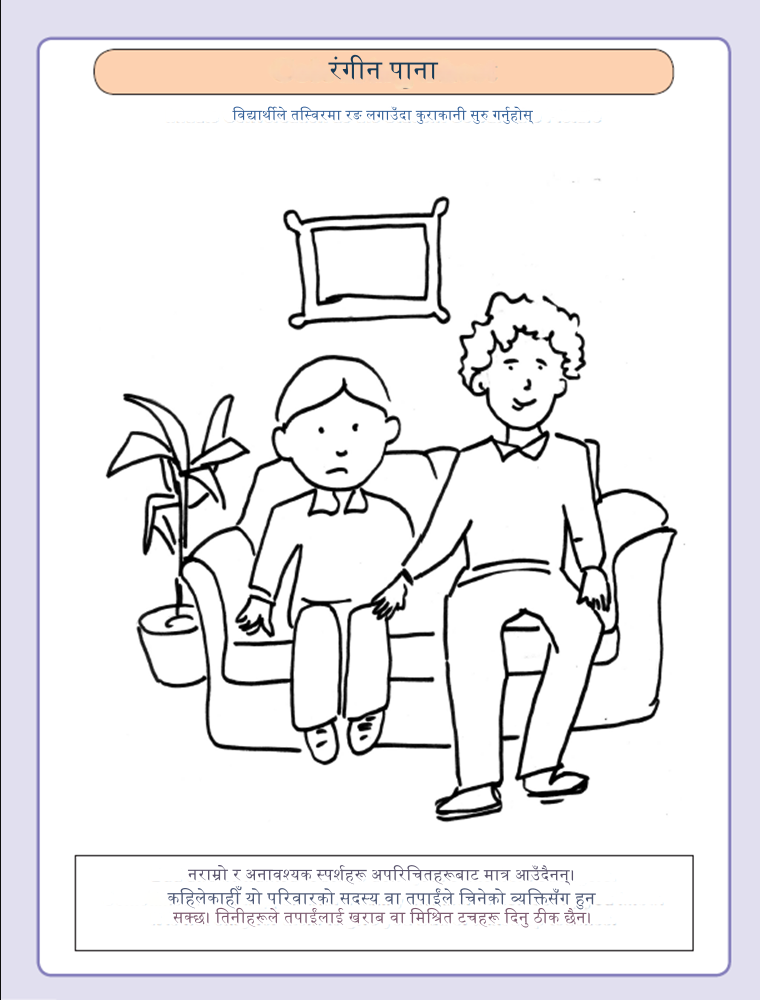 रंगीन पाना
विद्यार्थीले तस्विरमा रङ लगाउँदा कुराकानी सुरु गर्नुहोस्
नराम्रो र अनावश्यक स्पर्शहरू अपरिचितहरूबाट मात्र आउँदैनन्।
कहिलेकाहीँ यो परिवारको सदस्य वा तपाईंले चिनेको व्यक्तिसँग हुन
सक्छ। तिनीहरूले तपाईंलाई खराब वा मिश्रित टचहरू दिनु ठीक छैन।